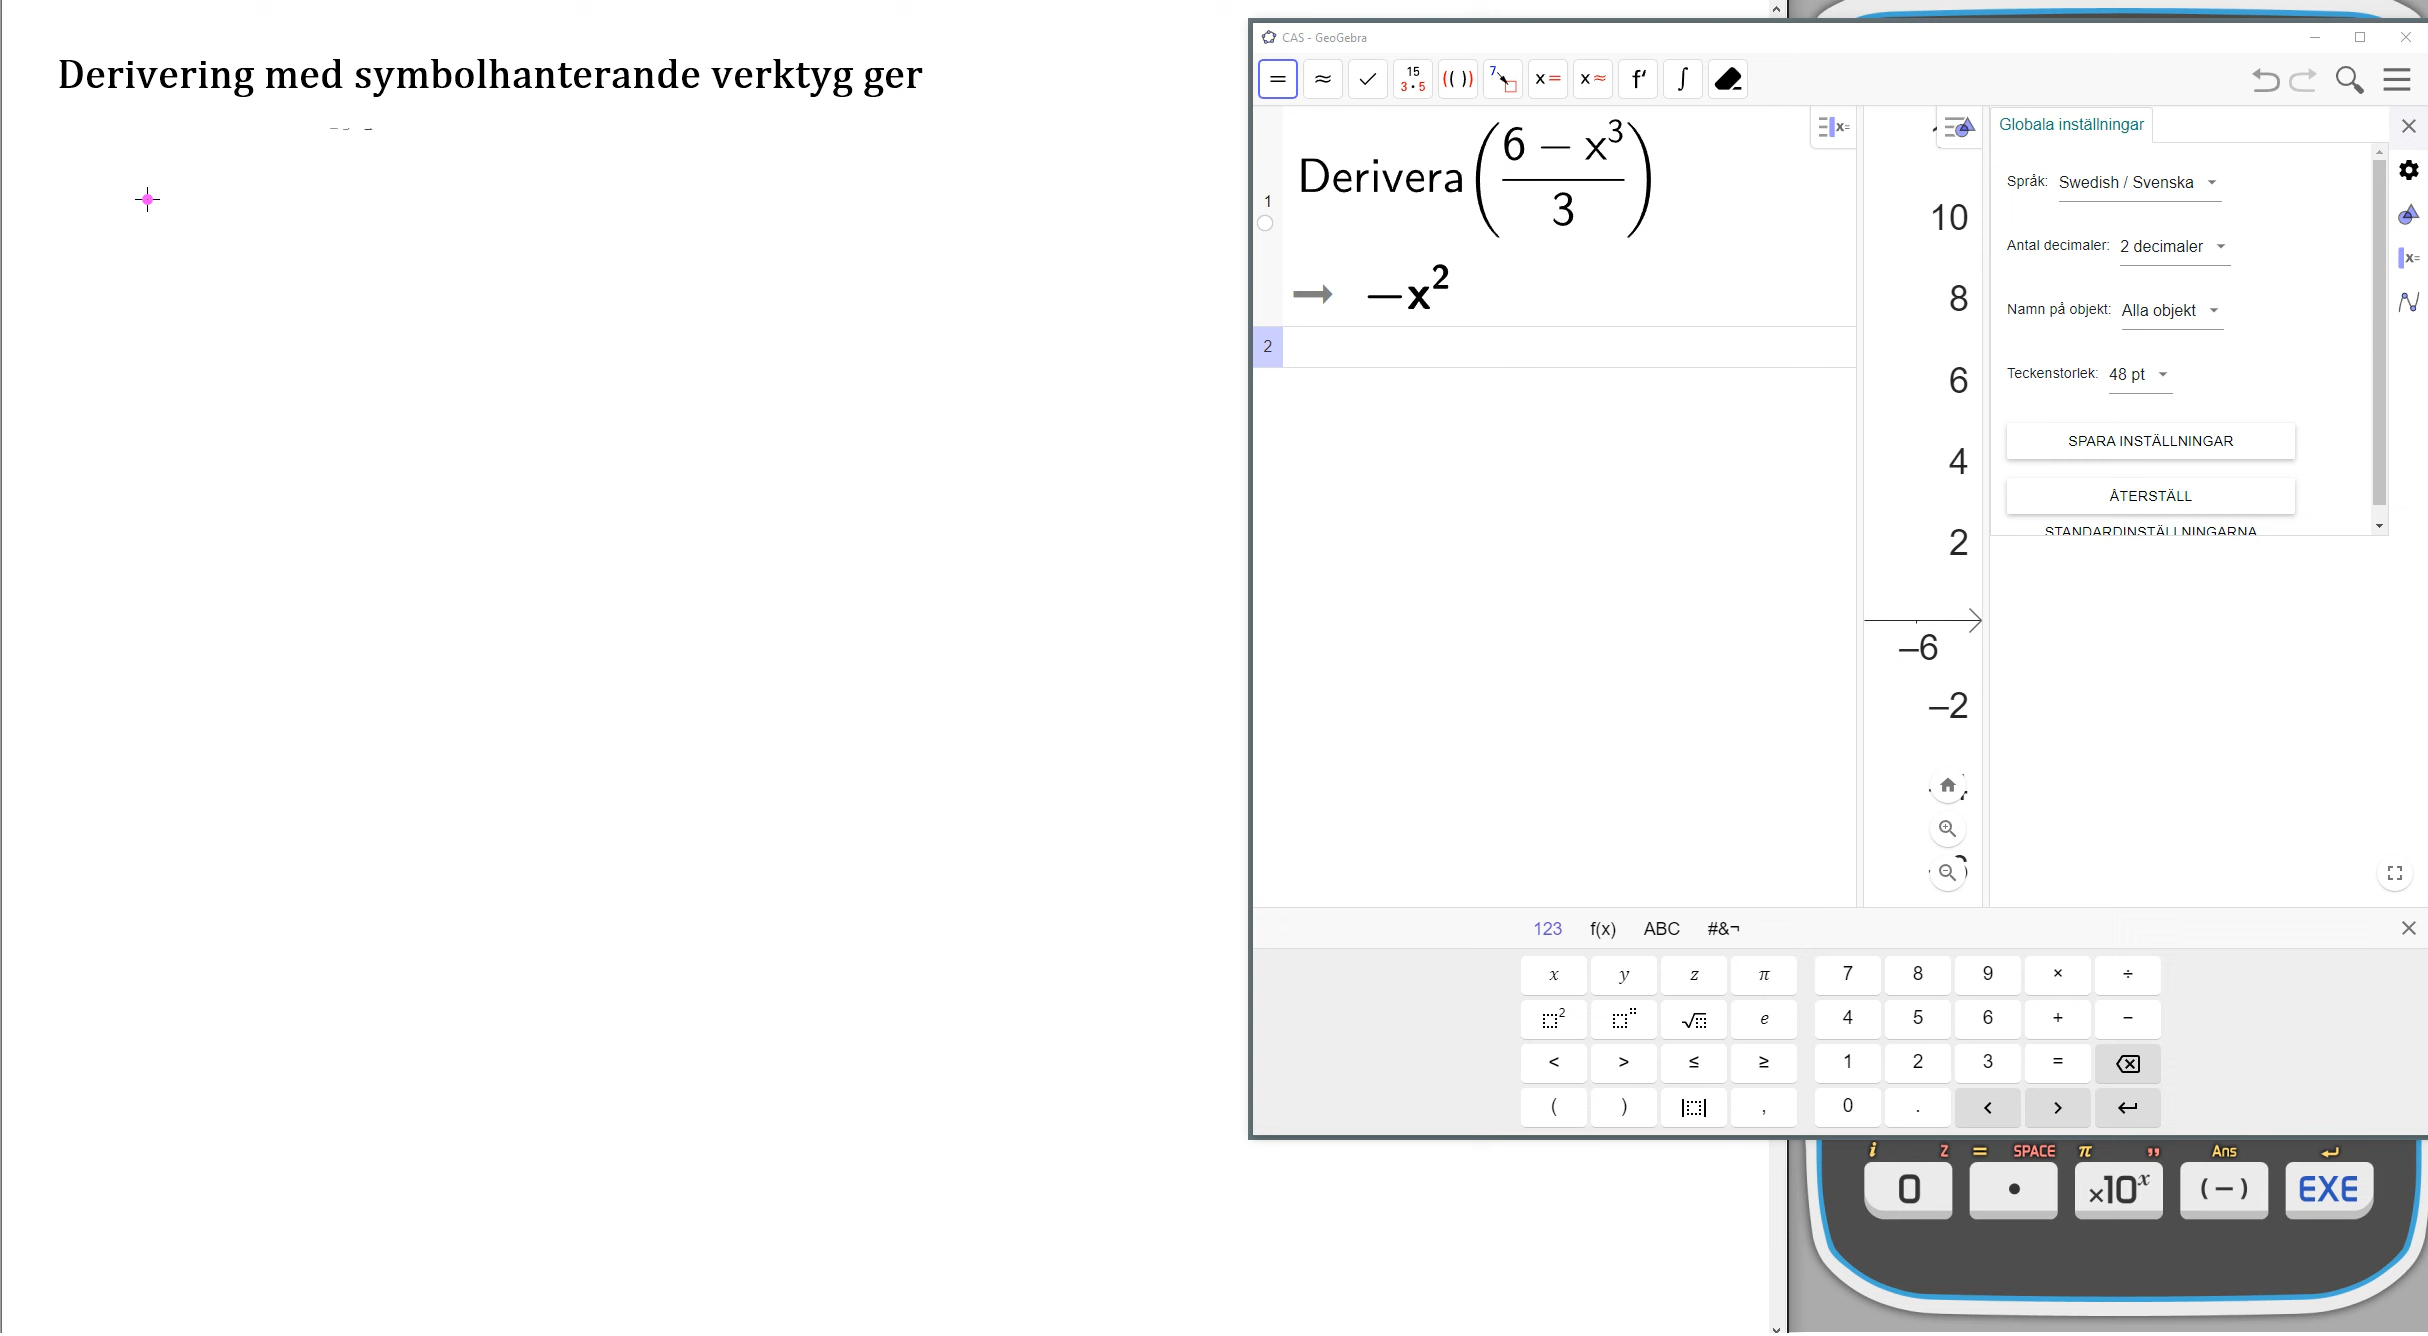 Derivering med symbolhanterande verktyg ger
CAS - GeoGebra
= ≈ ✓ 15 3·5 (( )) 7 x= x≈ f′ ∫
1
Derivera((6 − x³)/3)
→ −x²
2
x=
10
8
6
4
2
−6
−2
Globala inställningar
Språk: Swedish / Svenska
Antal decimaler: 2 decimaler
Namn på objekt: Alla objekt
Teckenstorlek: 48 pt
SPARA INSTÄLLNINGAR
ÅTERSTÄLL
STANDARDINSTÄLLNINGARNA
x=
123 f(x) ABC #&¬
x y z π 7 8 9 × ÷
2 √ e 4 5 6 + −
< > ≤ ≥ 1 2 3 =
( ) | | , 0 . < >
i Z = SPACE π " Ans
0 • ×10ˣ (−) EXE